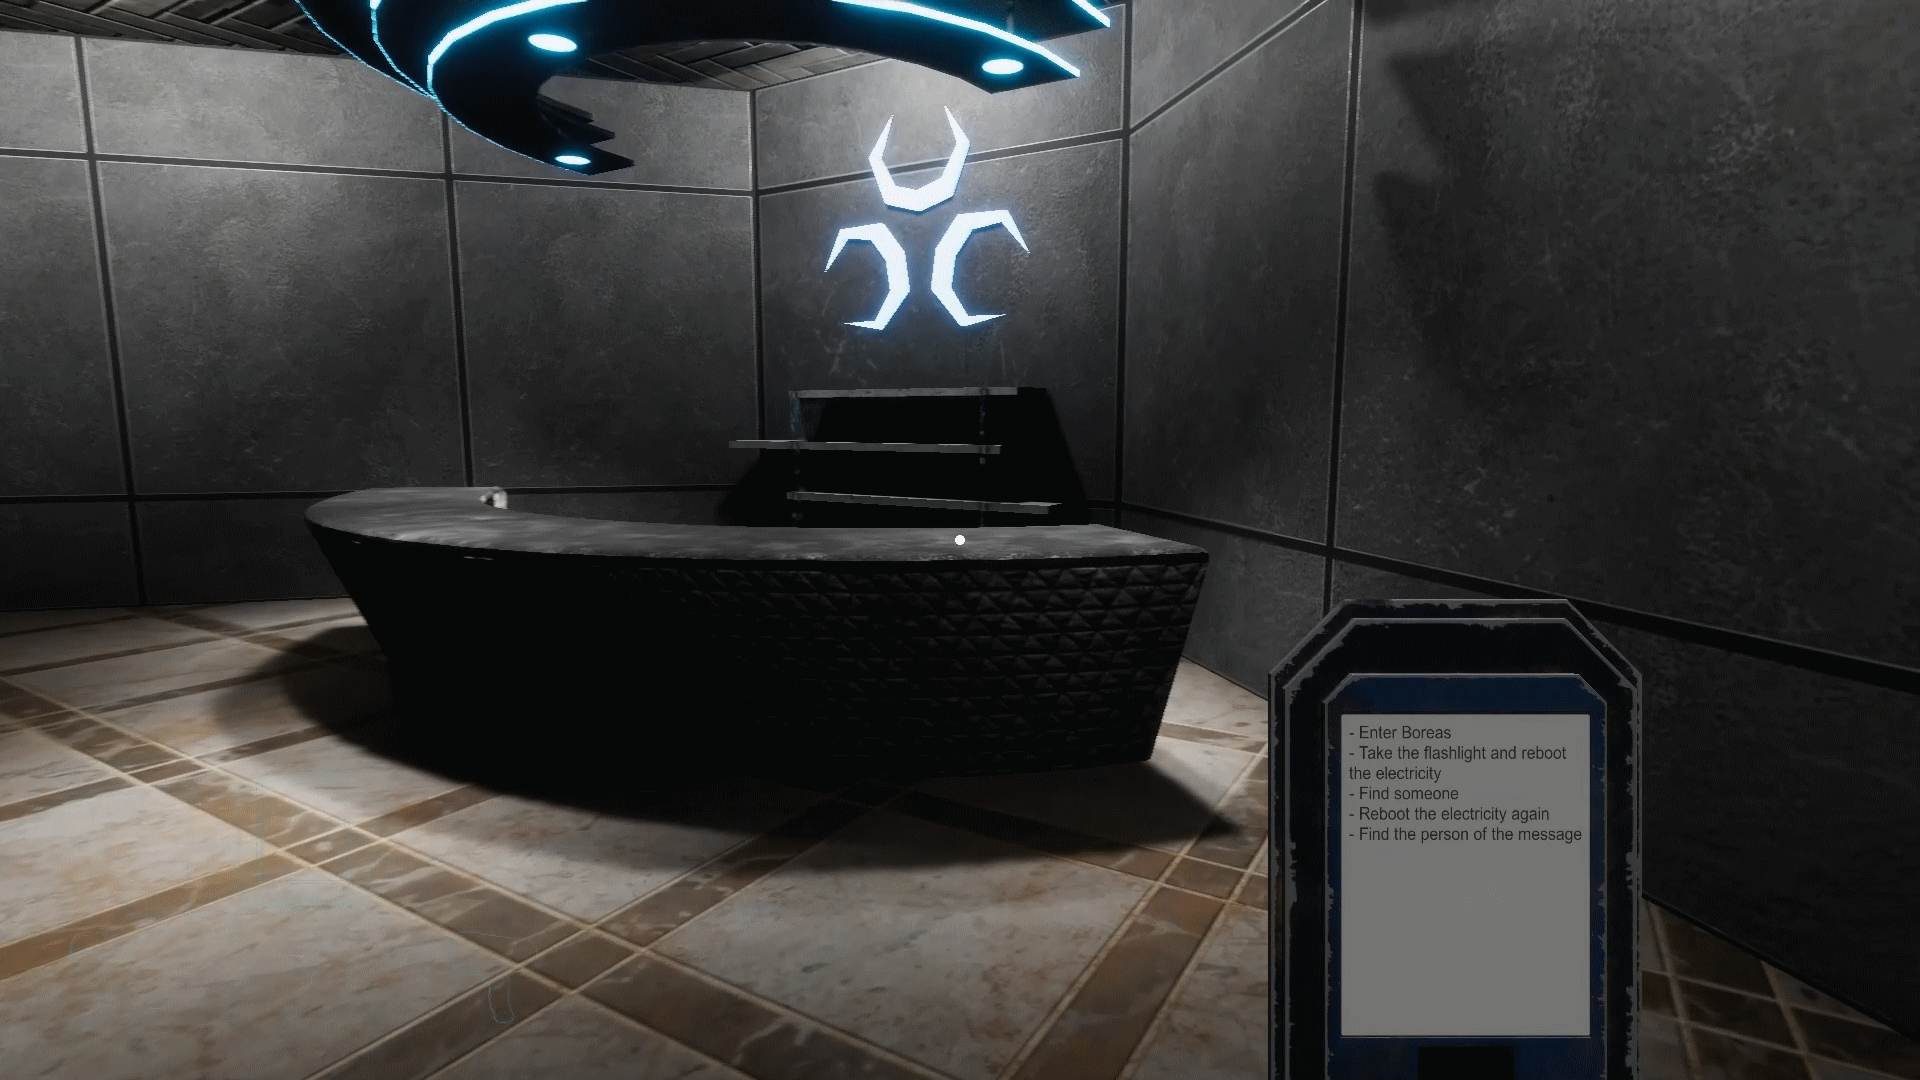 - Enter Boreas
- Take the flashlight and reboot
the electricity
- Find someone
- Reboot the electricity again
- Find the person of the message